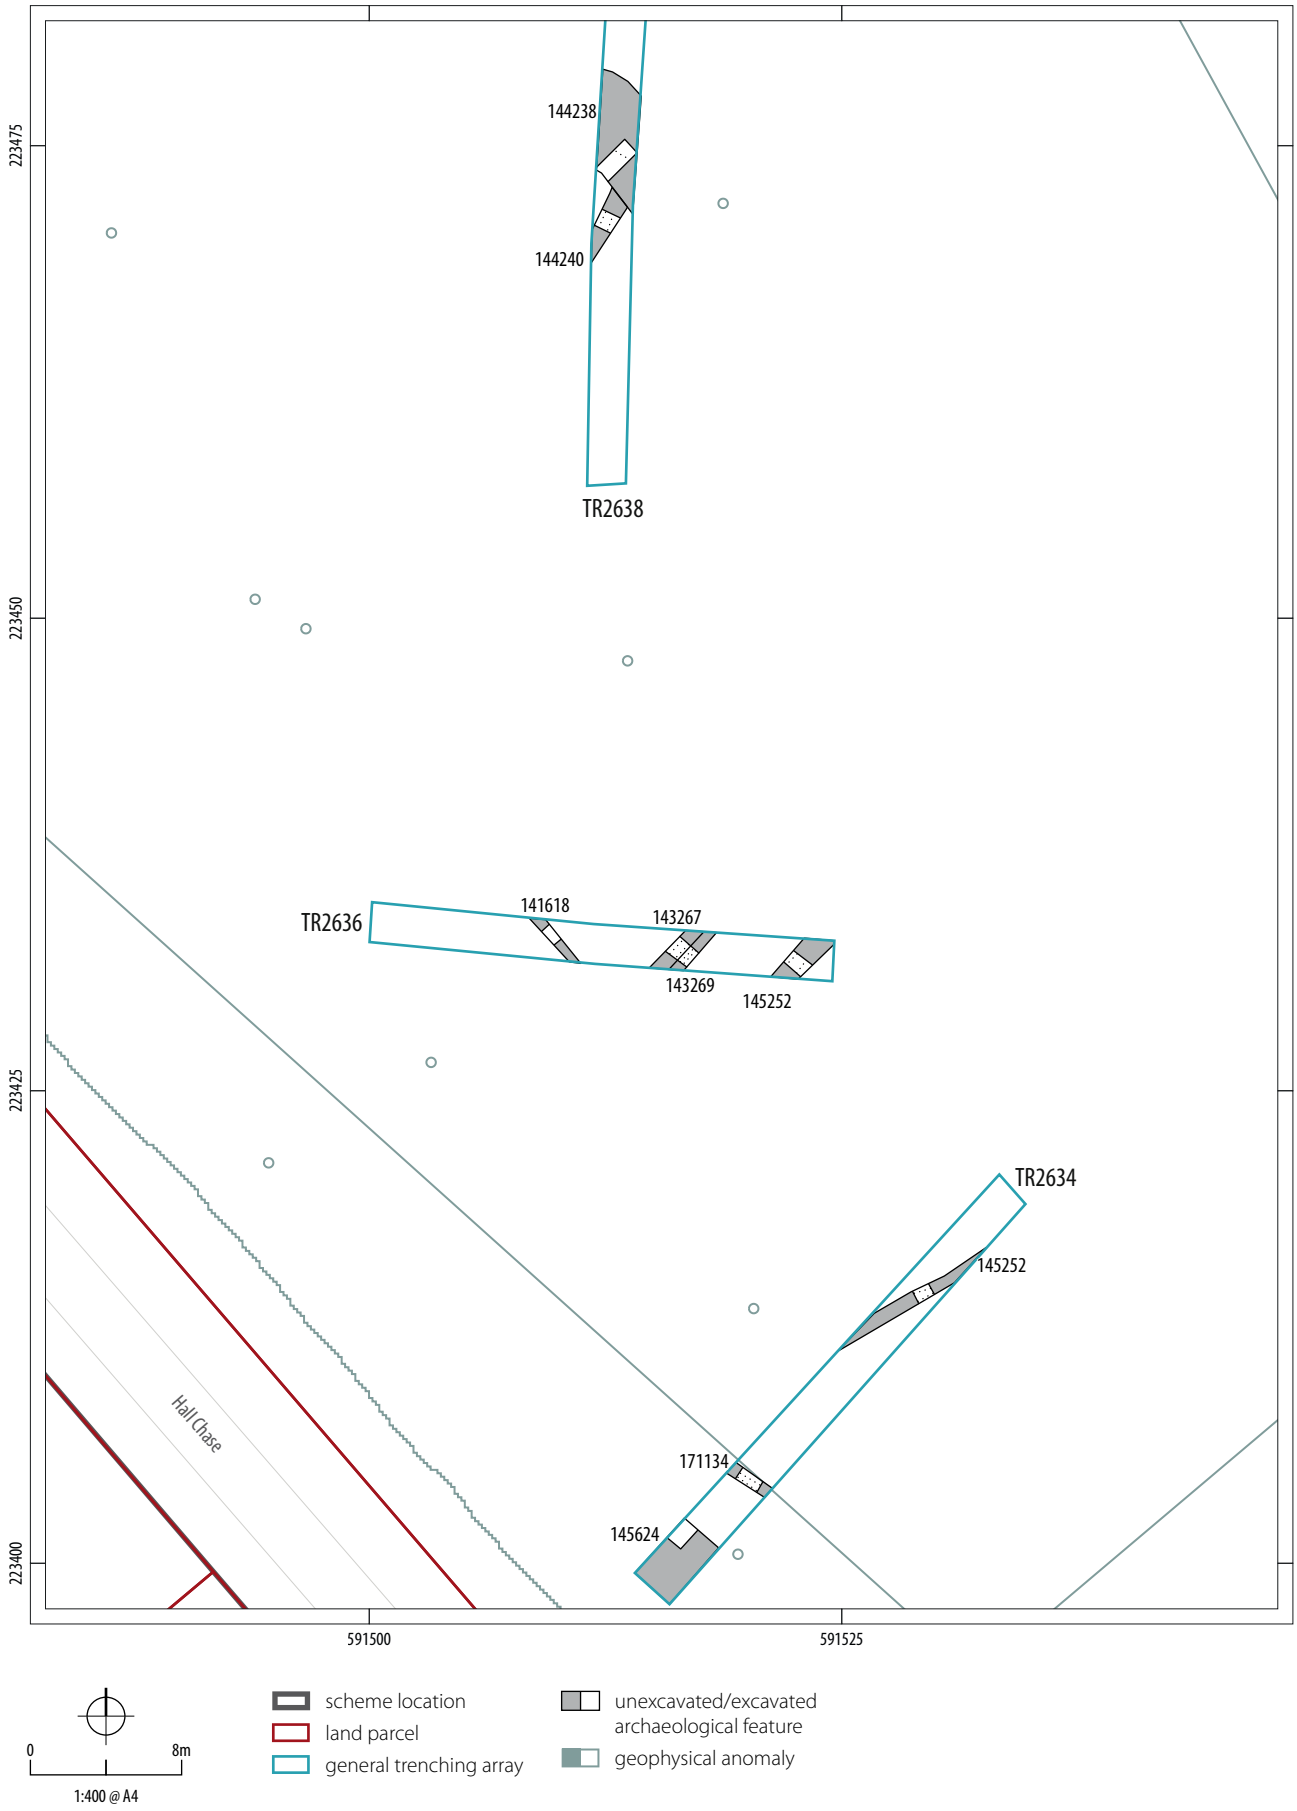 144238
223475
144240
TR2638
223450
141618
143267
TR2636
143269
145252
223425
TR2634
145252
Hall Chase
171134
145624
223400
591500
591525
scheme location
land parcel
general trenching array
unexcavated/excavated
archaeological feature
geophysical anomaly
0
8m
1:400 @ A4